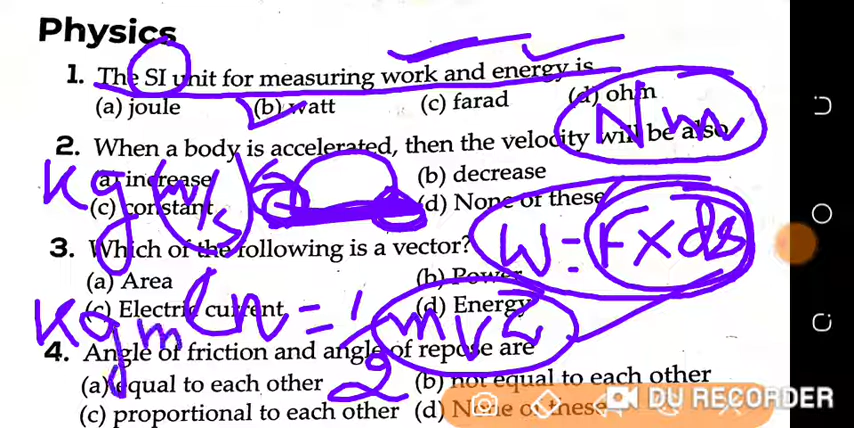 Physics
1. The SI unit for measuring work and energy is
(a) joule (b) watt (c) farad (d) ohm
Nm
2. When a body is accelerated, then the velocity will be also
(a) increase (b) decrease
(c) constant (d) None of these
kg (m/s)
W = F x ds
3. Which of the following is a vector?
(a) Area (b) Power
(c) Electric current (d) Energy
kgm
En = 1/2 mv2
4. Angle of friction and angle of repose are
(a) equal to each other (b) not equal to each other
(c) proportional to each other (d) None of these
DU RECORDER